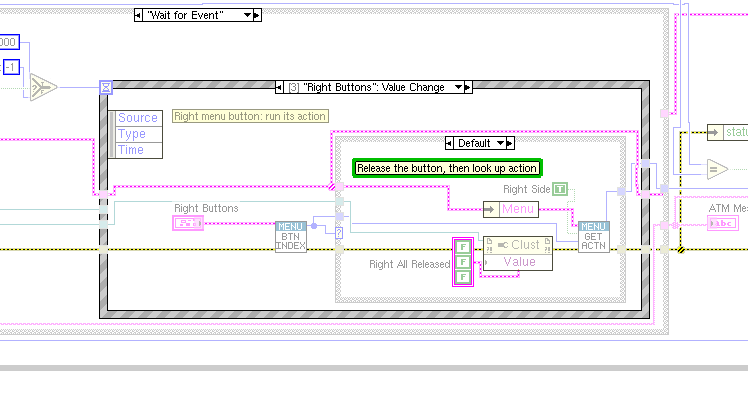 "Wait for Event"
000
-1
[3] "Right Buttons": Value Change
Source
Type
Time
Right menu button: run its action
Default
Release the button, then look up action
Right Side
T
Right Buttons
Menu
MENU
BTN
INDEX
?
MENU
GET
ACTN
Clust
Value
Right All Released
F
F
F
statu
=
ATM Me
abc